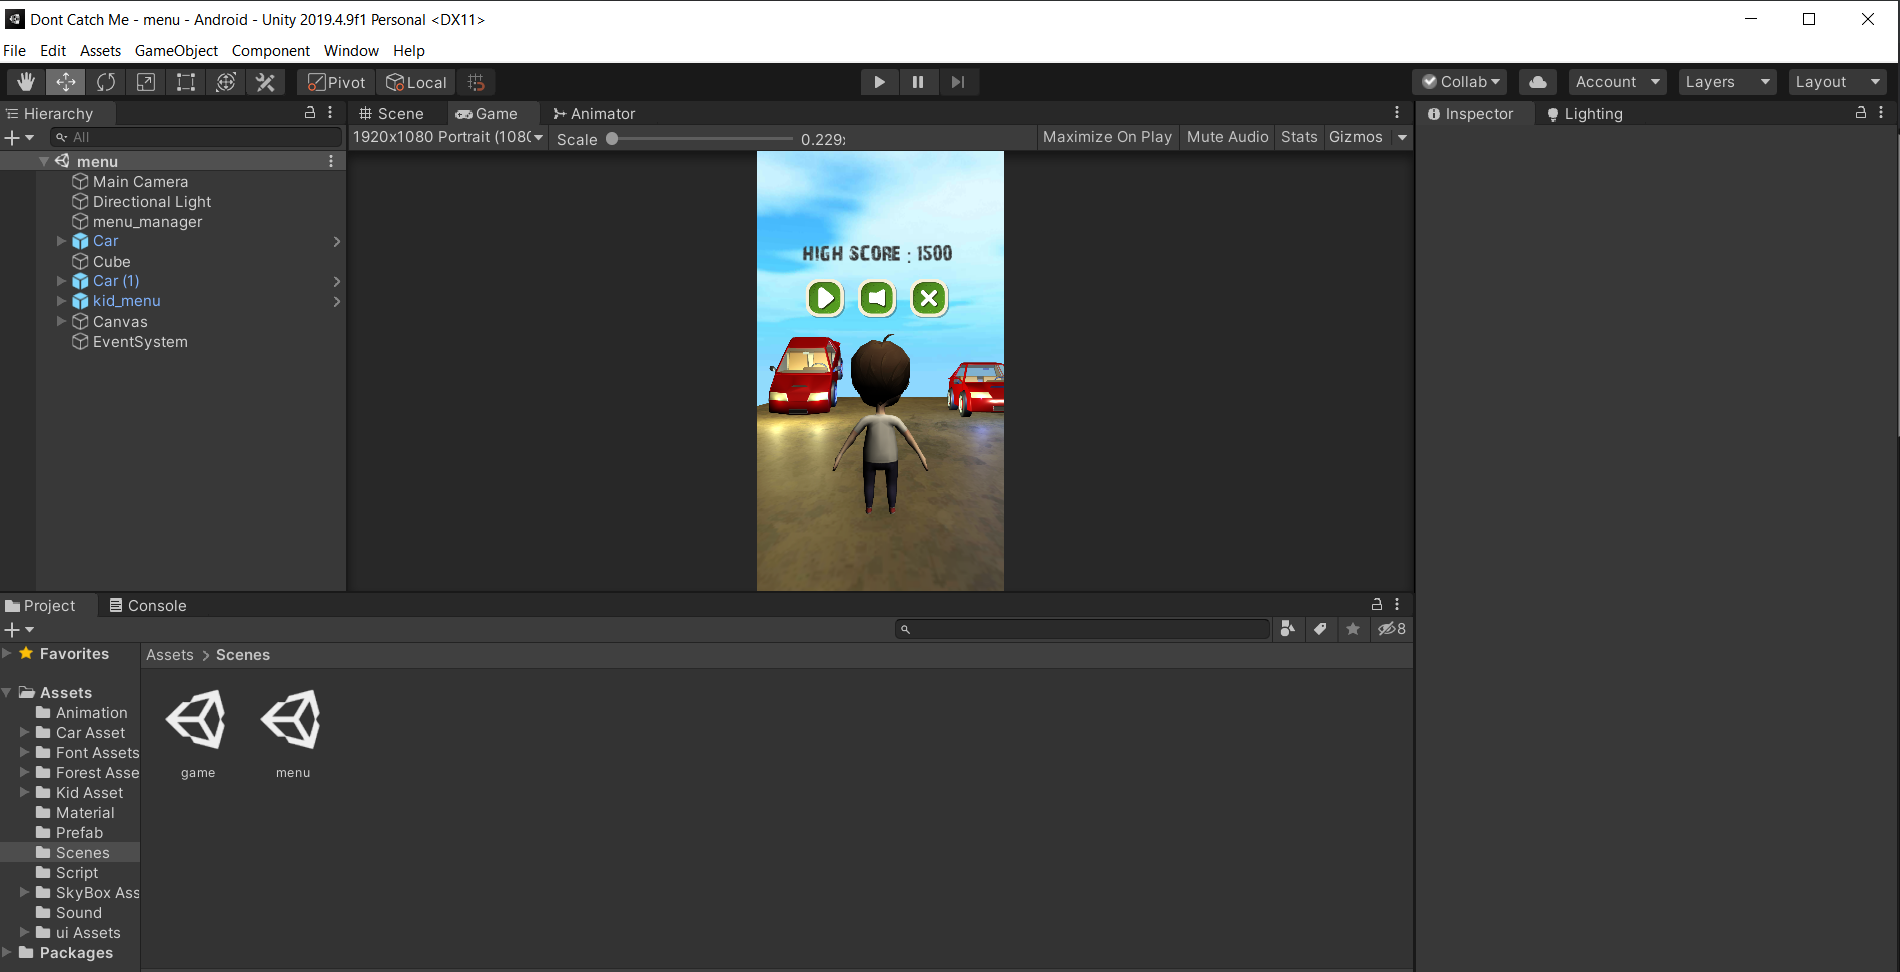 Dont Catch Me - menu - Android - Unity 2019.4.9f1 Personal <DX11>
File Edit Assets GameObject Component Window Help
Pivot Local Collab Account Layers Layout
Hierarchy Scene Game Animator Inspector Lighting
All 1920x1080 Portrait (108( Scale 0.229: Maximize On Play Mute Audio Stats Gizmos
menu
Main Camera
Directional Light
menu_manager
Car
Cube
Car (1)
kid_menu
Canvas
EventSystem
HIGH SCORE : 1500
Project Console
8
Favorites
Assets > Scenes
Assets
Animation
Car Asset
Font Assets
Forest Asse
Kid Asset
Material
Prefab
Scenes
Script
SkyBox Ass
Sound
ui Assets
Packages
game menu